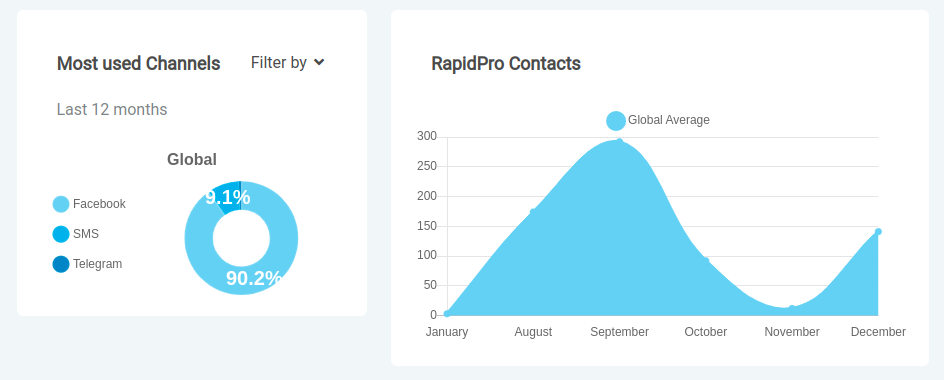 Most used Channels
Filter by
Last 12 months
Global
Facebook
SMS
Telegram
9.1%
90.2%
RapidPro Contacts
Global Average
300
250
200
150
100
50
0
January August September October November December